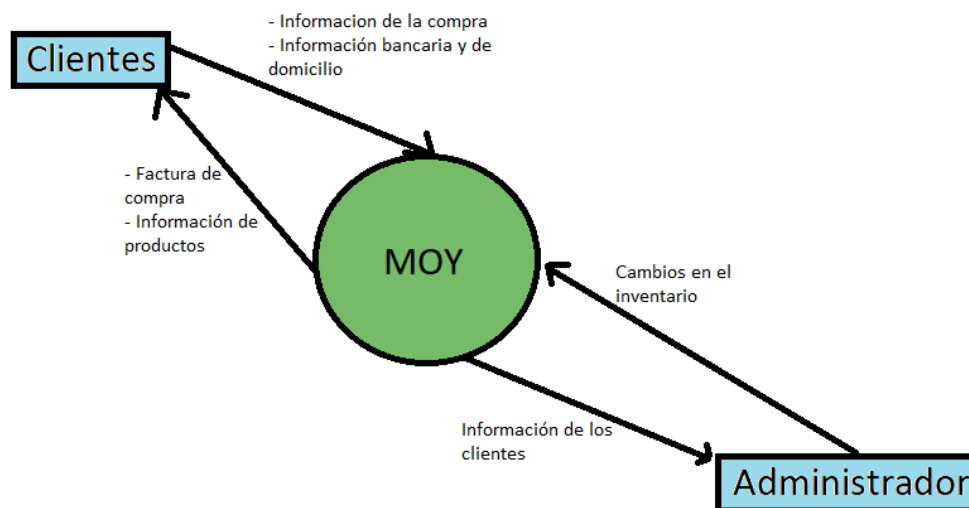 - Informacion de la compra
- Información bancaria y de
domicilio
Clientes
- Factura de
compra
- Información de
productos
MOY
Cambios en el
inventario
Información de los
clientes
Administrador